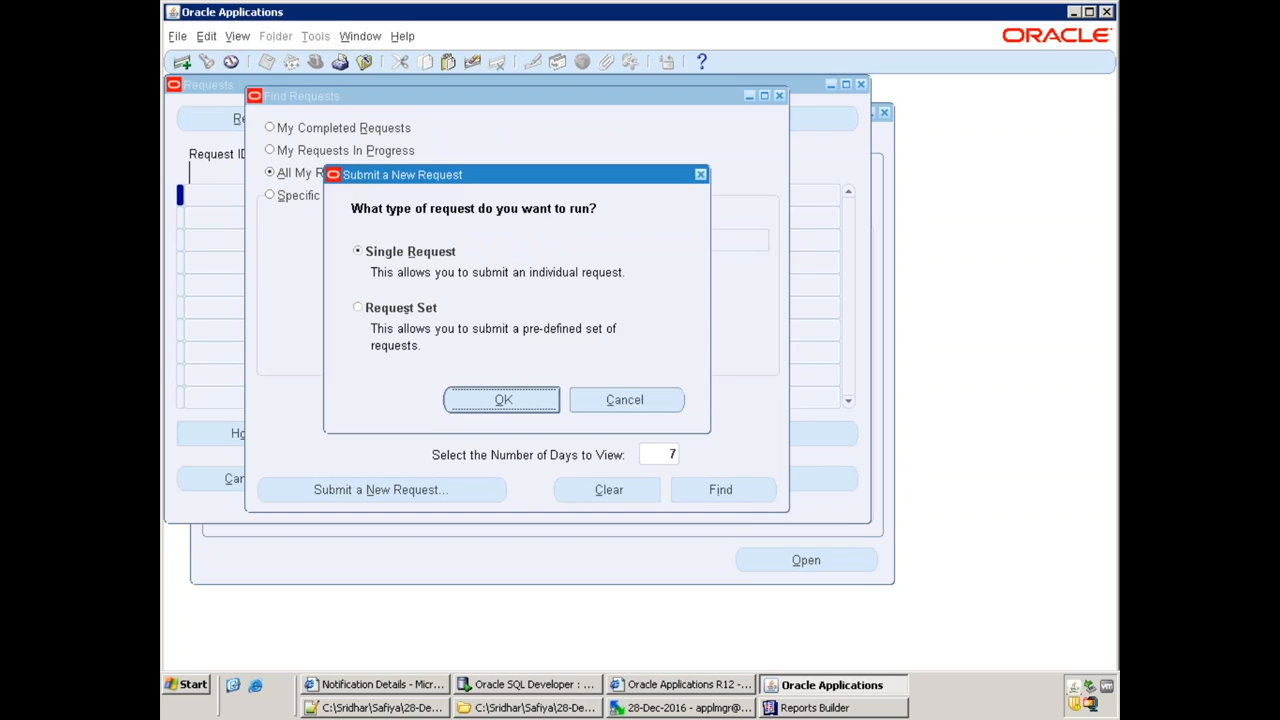 Oracle Applications
File Edit View Folder Tools Window Help
ORACLE
Requests
Find Requests
My Completed Requests
Request ID
My Requests In Progress
All My R
Specific
Submit a New Request
What type of request do you want to run?
Single Request
This allows you to submit an individual request.
Request Set
This allows you to submit a pre-defined set of
requests.
OK Cancel
Select the Number of Days to View: 7
Submit a New Request... Clear Find
Open
Start Notification Details - Micr... Oracle SQL Developer : ... Oracle Applications R12 -... Oracle Applications
C:\Sridhar\Safiya\28-De... C:\Sridhar\Safiya\28-De... 28-Dec-2016 - applmgr@... Reports Builder